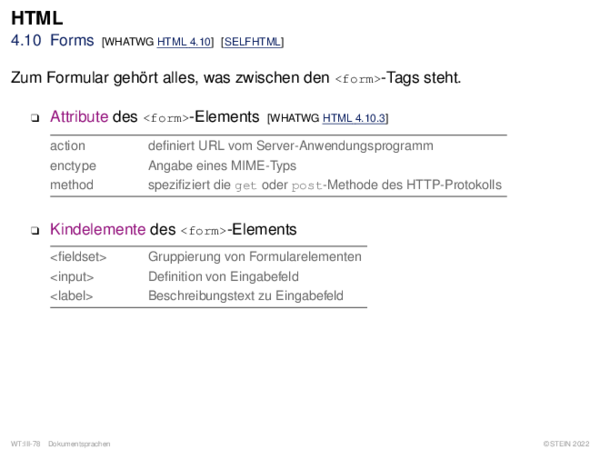 HTML
4.10 Forms [WHATWG HTML 4.10] [SELFHTML]
Zum Formular gehört alles, was zwischen den <form>-Tags steht.
❑ Attribute des <form>-Elements [WHATWG HTML 4.10.3]
action definiert URL vom Server-Anwendungsprogramm
enctype Angabe eines MIME-Typs
method spezifiziert die get oder post-Methode des HTTP-Protokolls
❑ Kindelemente des <form>-Elements
<fieldset> Gruppierung von Formularelementen
<input> Definition von Eingabefeld
<label> Beschreibungstext zu Eingabefeld
WT:III-78 Dokumentsprachen ©STEIN 2022